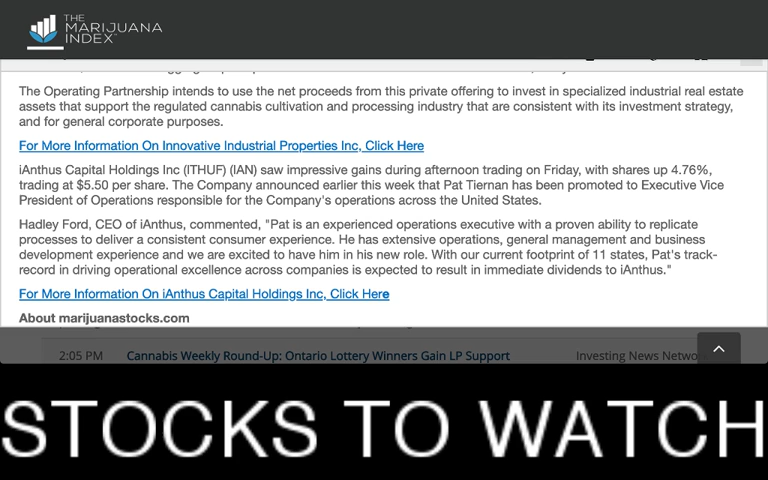 THE
MARIJUANA
INDEX
The Operating Partnership intends to use the net proceeds from this private offering to invest in specialized industrial real estate
assets that support the regulated cannabis cultivation and processing industry that are consistent with its investment strategy,
and for general corporate purposes.
For More Information On Innovative Industrial Properties Inc, Click Here
iAnthus Capital Holdings Inc (ITHUF) (IAN) saw impressive gains during afternoon trading on Friday, with shares up 4.76%,
trading at $5.50 per share. The Company announced earlier this week that Pat Tiernan has been promoted to Executive Vice
President of Operations responsible for the Company's operations across the United States.
Hadley Ford, CEO of iAnthus, commented, "Pat is an experienced operations executive with a proven ability to replicate
processes to deliver a consistent consumer experience. He has extensive operations, general management and business
development experience and we are excited to have him in his new role. With our current footprint of 11 states, Pat's track-
record in driving operational excellence across companies is expected to result in immediate dividends to iAnthus."
For More Information On iAnthus Capital Holdings Inc, Click Here
About marijuanastocks.com
2:05 PM Cannabis Weekly Round-Up: Ontario Lottery Winners Gain LP Support Investing News Netwo
STOCKS TO WATCH